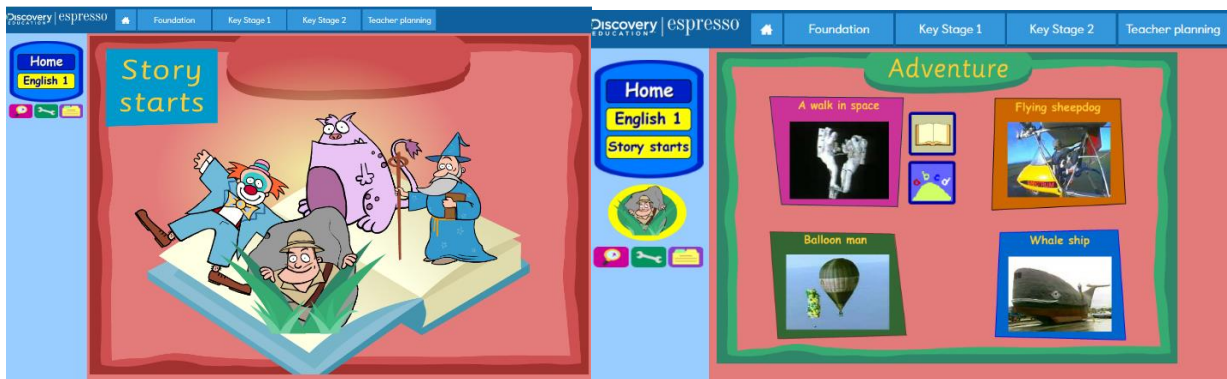 Discovery EDUCATION | espresso
Foundation
Key Stage 1
Key Stage 2
Teacher planning
Home
English 1
Story
starts
Discovery EDUCATION | espresso
Foundation
Key Stage 1
Key Stage 2
Teacher planning
Home
English 1
Story starts
Adventure
A walk in space
Flying sheepdog
a b c d
Balloon man
Whale ship